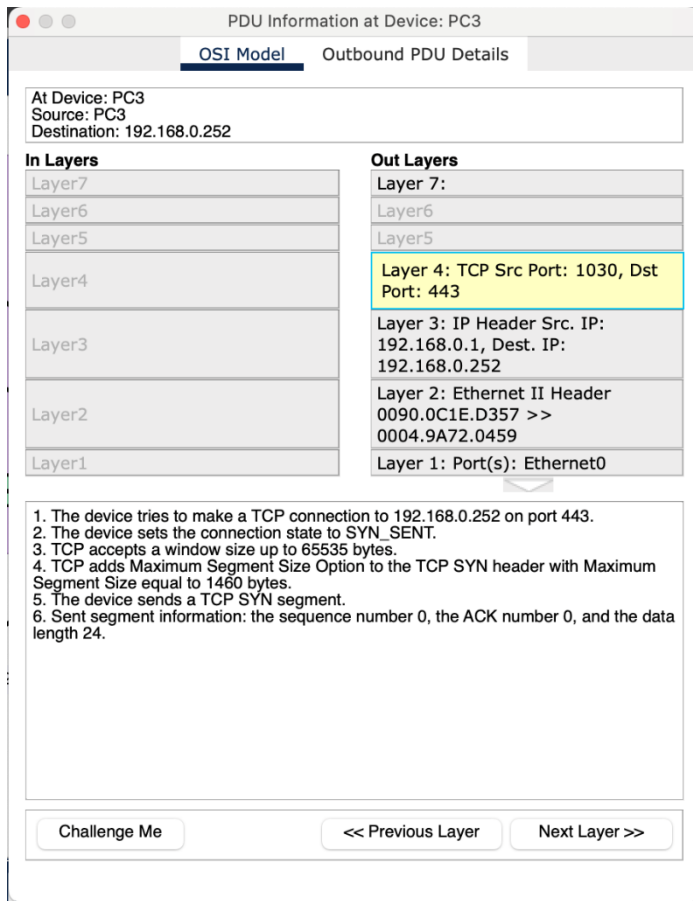 PDU Information at Device: PC3
OSI Model
Outbound PDU Details
At Device: PC3
Source: PC3
Destination: 192.168.0.252
In Layers
Layer7
Layer6
Layer5
Layer4
Layer3
Layer2
Layer1
Out Layers
Layer 7:
Layer6
Layer5
Layer 4: TCP Src Port: 1030, Dst
Port: 443
Layer 3: IP Header Src. IP:
192.168.0.1, Dest. IP:
192.168.0.252
Layer 2: Ethernet II Header
0090.0C1E.D357 >>
0004.9A72.0459
Layer 1: Port(s): Ethernet0
1. The device tries to make a TCP connection to 192.168.0.252 on port 443.
2. The device sets the connection state to SYN_SENT.
3. TCP accepts a window size up to 65535 bytes.
4. TCP adds Maximum Segment Size Option to the TCP SYN header with Maximum
Segment Size equal to 1460 bytes.
5. The device sends a TCP SYN segment.
6. Sent segment information: the sequence number 0, the ACK number 0, and the data
length 24.
Challenge Me
<< Previous Layer
Next Layer >>